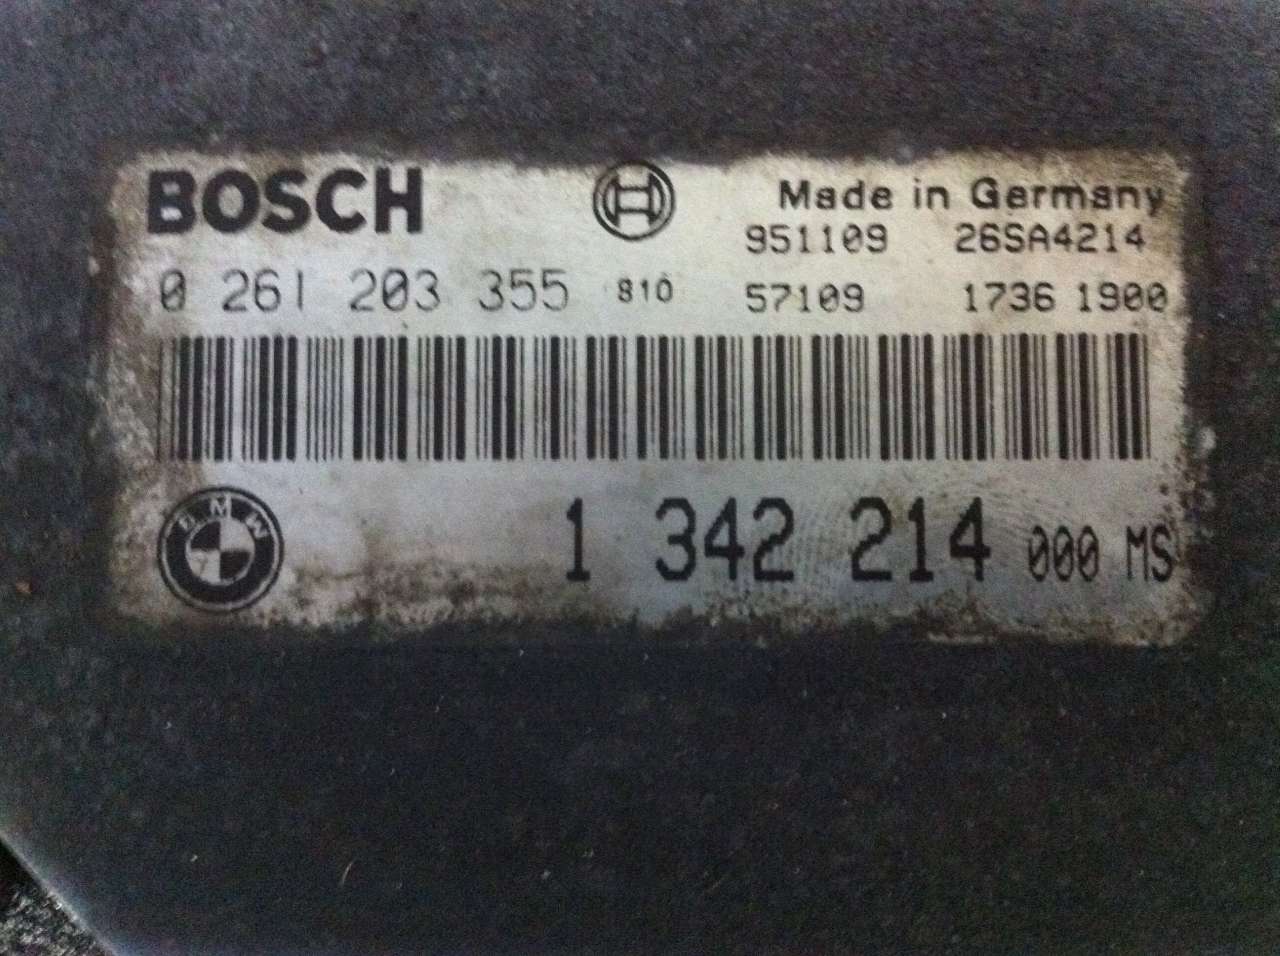 BOSCH
Made in Germany
951109 26SA4214
0 261 203 355 810 57109 1736 1900
BMW
1 342 214 000 MS